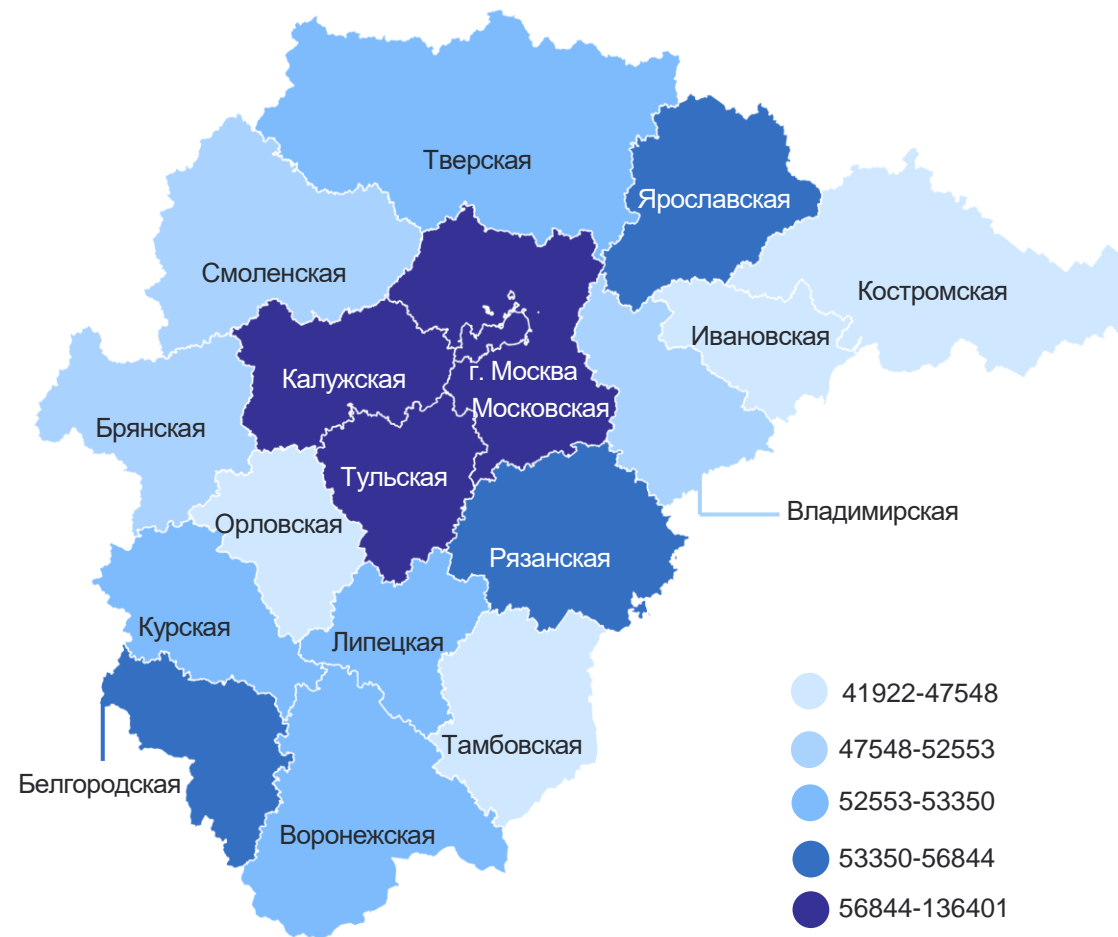 Тверская
Ярославская
Смоленская
Костромская
Ивановская
Калужская
г. Москва
Московская
Брянская
Тульская
Владимирская
Орловская
Рязанская
Курская
Липецкая
Тамбовская
Белгородская
Воронежская
41922-47548
47548-52553
52553-53350
53350-56844
56844-136401